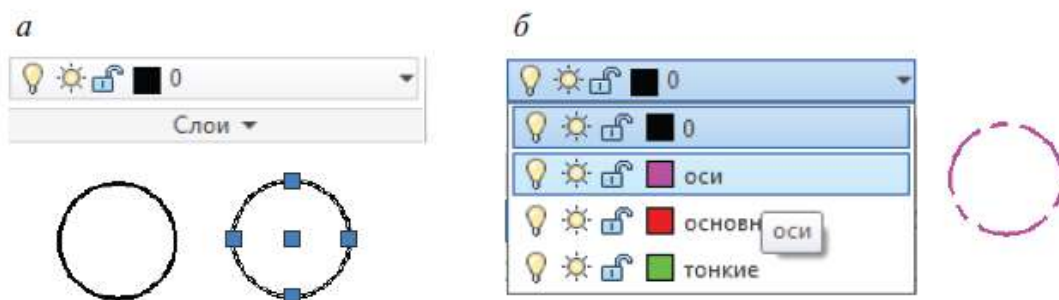 а
б
0
Слои
0
0
оси
основн
оси
тонкие